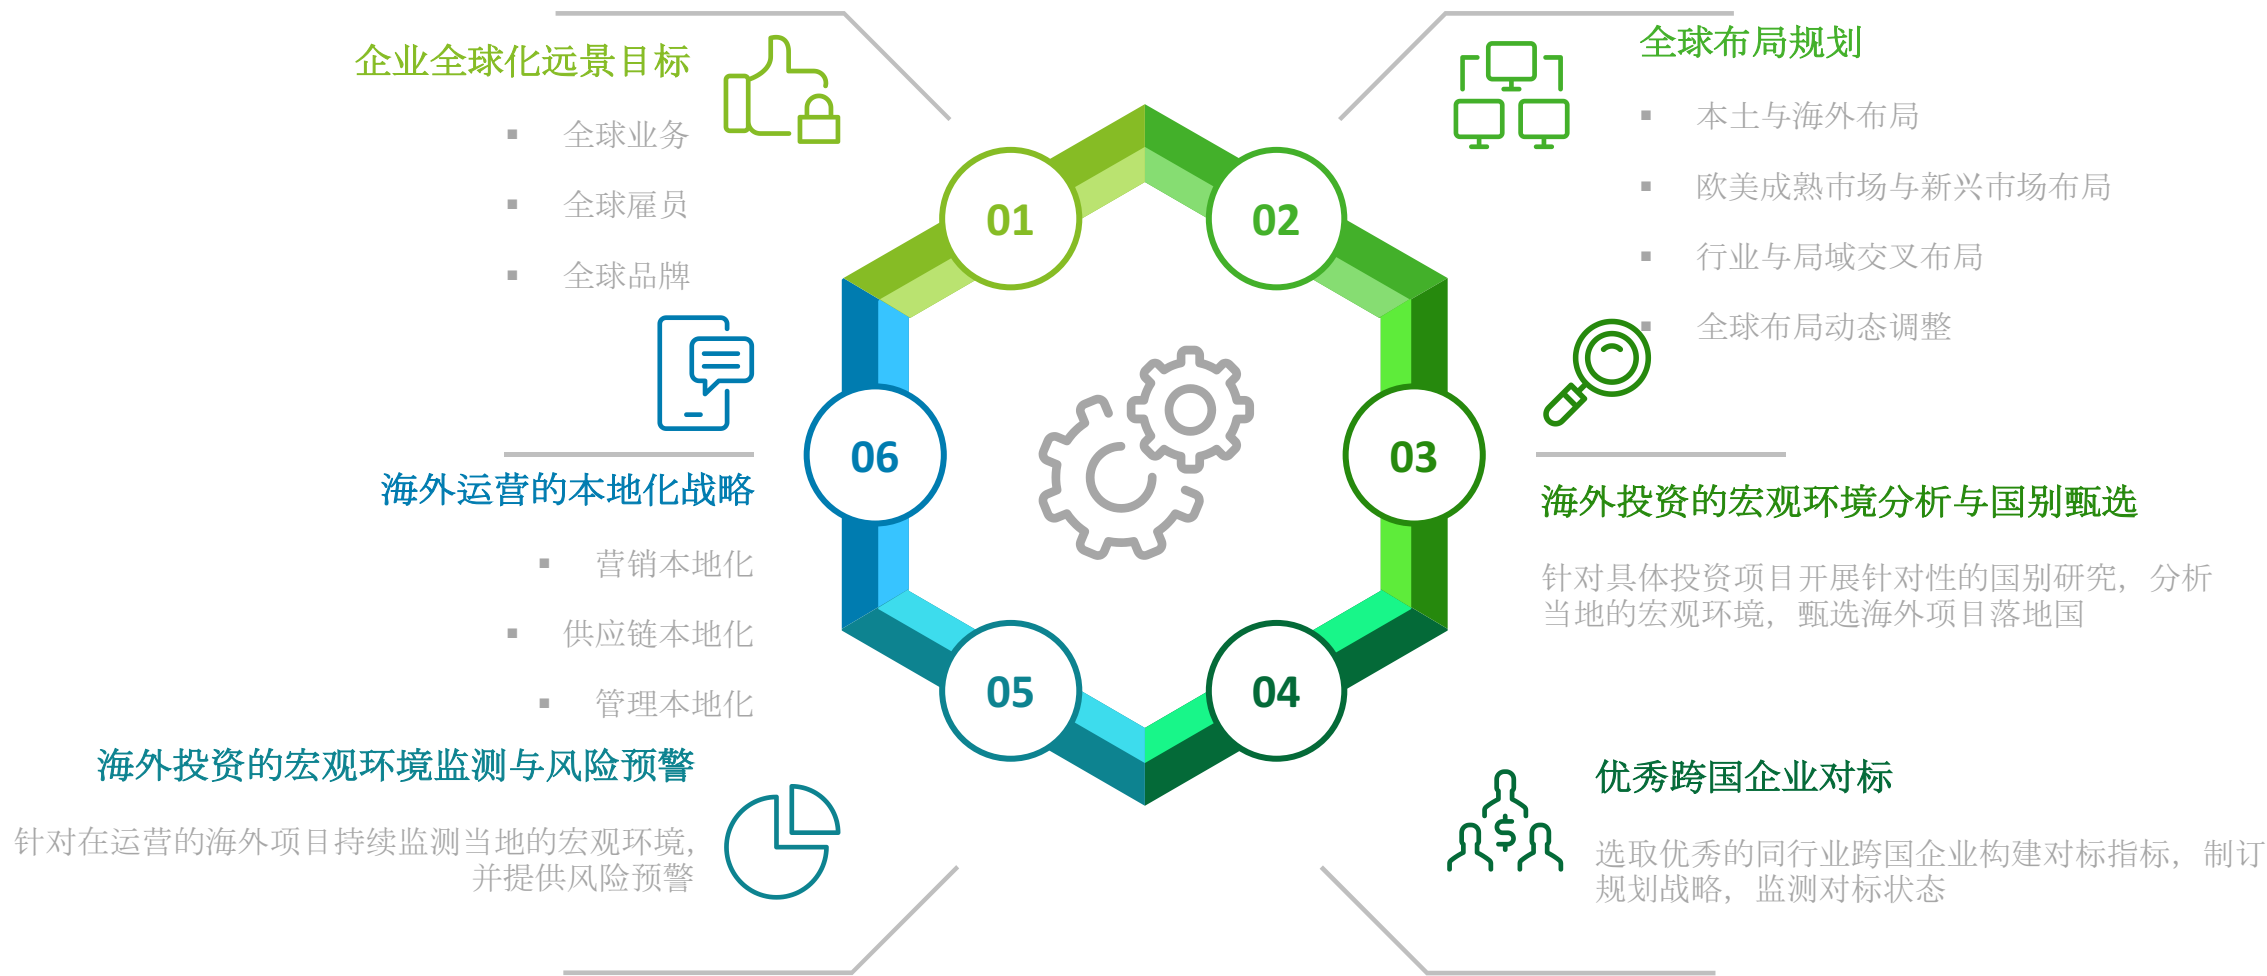 企业全球化远景目标
▪ 全球业务
▪ 全球雇员
▪ 全球品牌
01
全球布局规划
▪ 本土与海外布局
▪ 欧美成熟市场与新兴市场布局
▪ 行业与局域交叉布局
▪ 全球布局动态调整
02
海外投资的宏观环境分析与国别甄选
针对具体投资项目开展针对性的国别研究，分析
当地的宏观环境，甄选海外项目落地国
03
优秀跨国企业对标
选取优秀的同行业跨国企业构建对标指标，制订
规划战略，监测对标状态
04
$
海外投资的宏观环境监测与风险预警
针对在运营的海外项目持续监测当地的宏观环境，
并提供风险预警
05
海外运营的本地化战略
▪ 营销本地化
▪ 供应链本地化
▪ 管理本地化
06